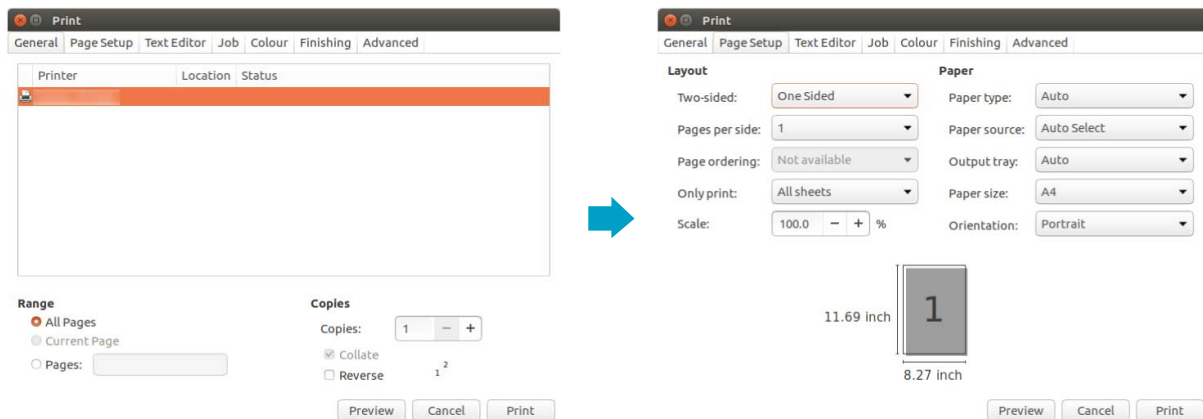 Print
General Page Setup Text Editor Job Colour Finishing Advanced
Printer Location Status
Range
All Pages
Current Page
Pages:
Copies
Copies: 1 − +
Collate
Reverse
1 2
Preview Cancel Print
Print
General Page Setup Text Editor Job Colour Finishing Advanced
Layout
Two-sided: One Sided
Pages per side: 1
Page ordering: Not available
Only print: All sheets
Scale: 100.0 − + %
Paper
Paper type: Auto
Paper source: Auto Select
Output tray: Auto
Paper size: A4
Orientation: Portrait
11.69 inch
1
8.27 inch
Preview Cancel Print